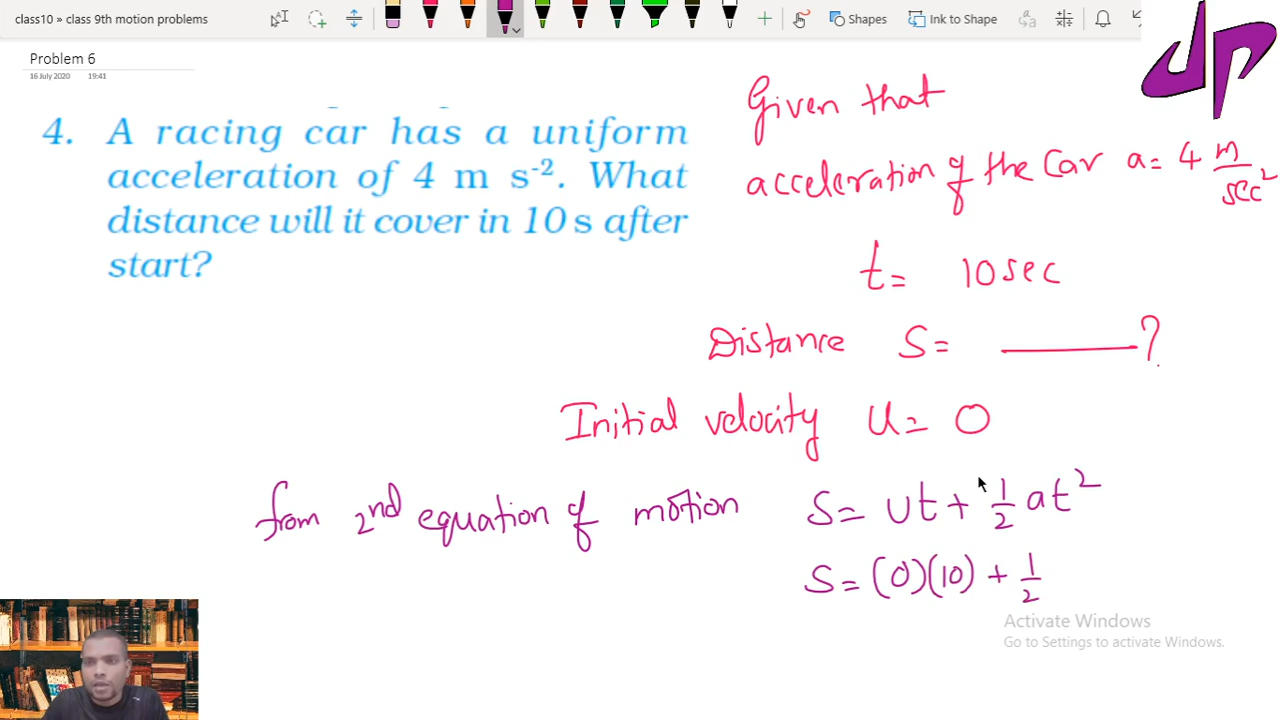 class10 » class 9th motion problems
Shapes
Ink to Shape
Problem 6
16 July 2020 19:41
4. A racing car has a uniform
acceleration of 4 m s⁻². What
distance will it cover in 10 s after
start?
Given that
acceleration of the Car a = 4 m/sec²
t = 10 sec
Distance S = ———?
Initial velocity u = 0
from 2nd equation of motion S = ut + 1/2 at²
S = (0)(10) + 1/2
Activate Windows
Go to Settings to activate Windows.
dp